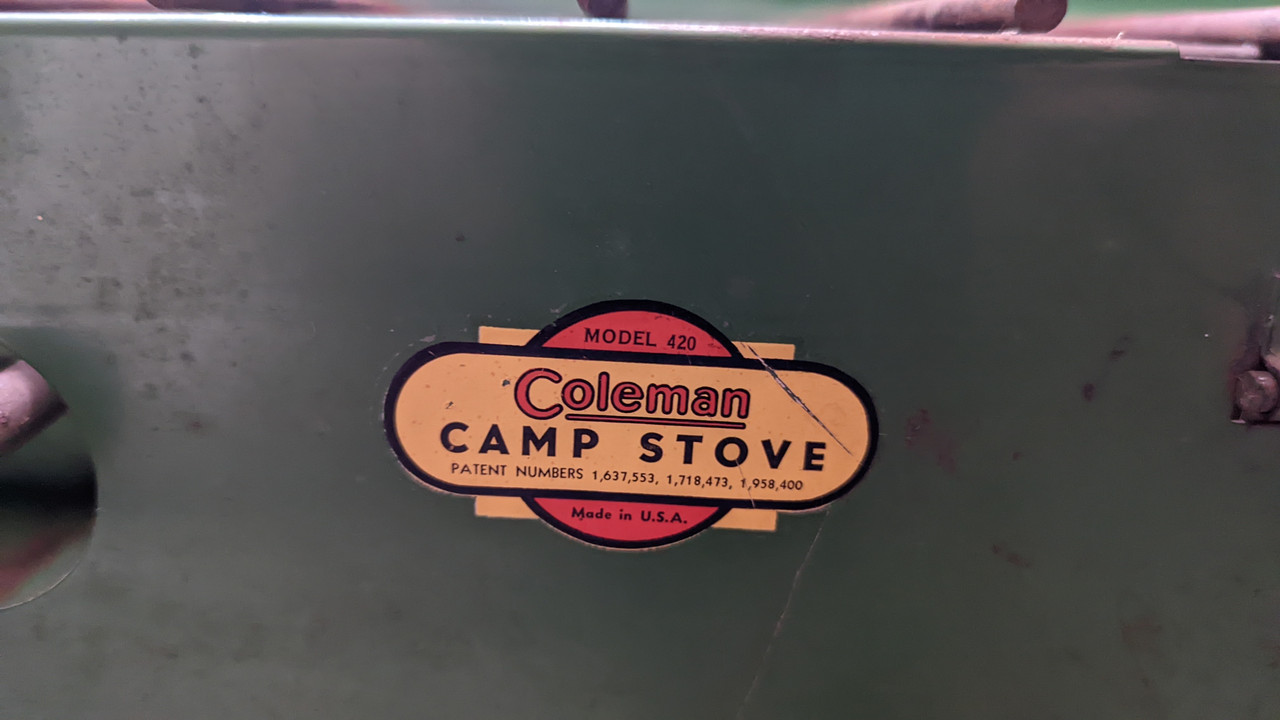 MODEL 420
Coleman
CAMP STOVE
PATENT NUMBERS 1,637,553, 1,718,473, 1,958,400
Made in U.S.A.